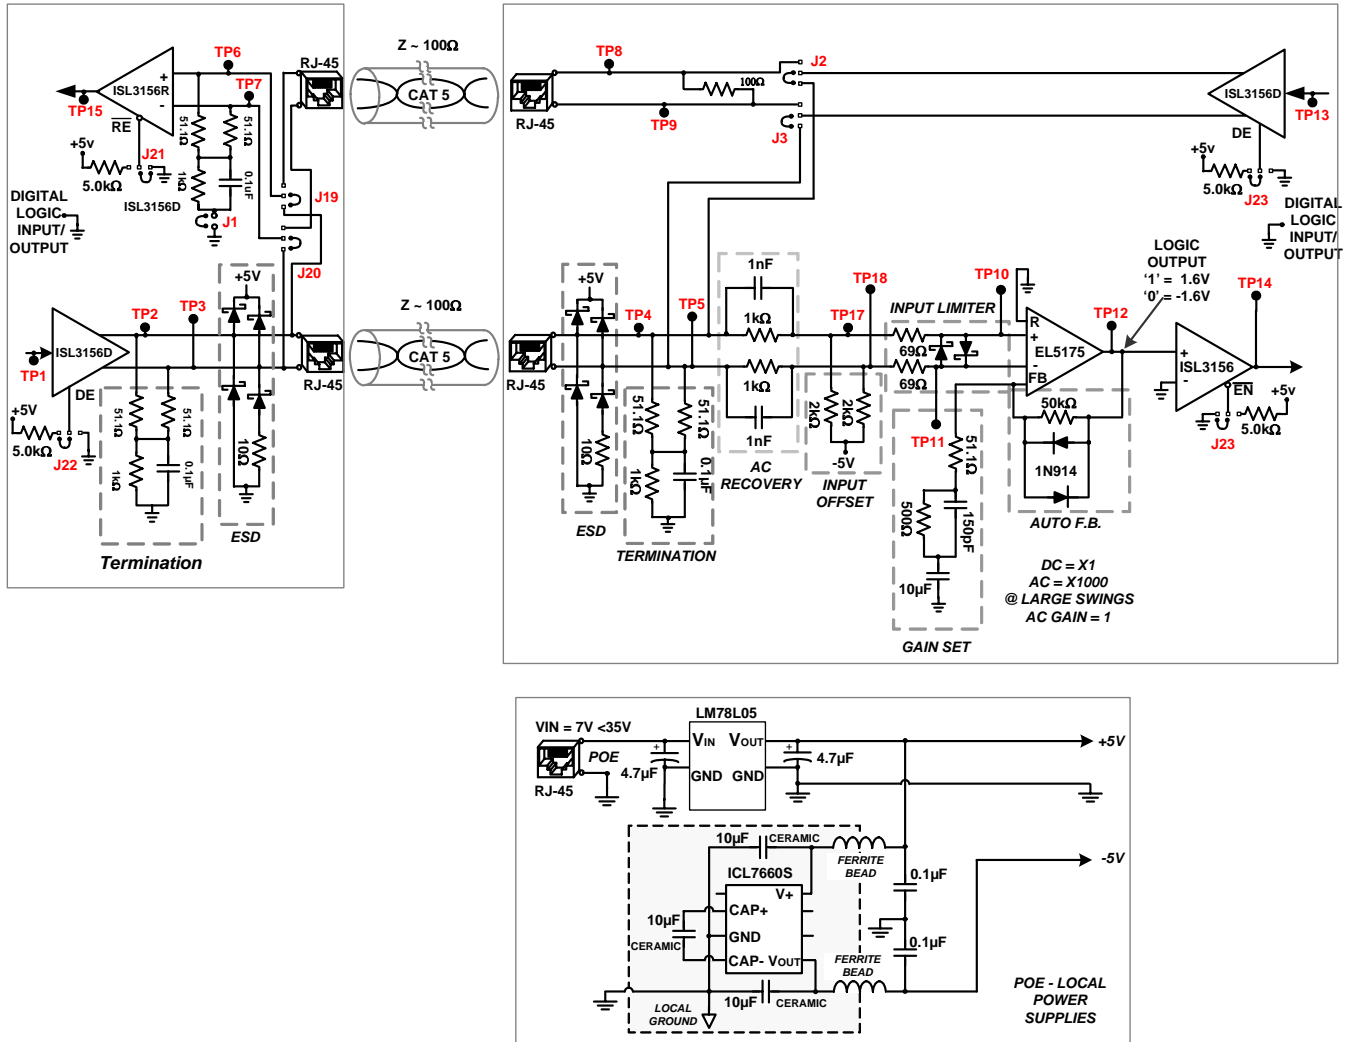 TP6
TP7
RJ-45
ISL3156R
+
-
TP15
RE
51.1Ω
51.1Ω
+5v
J21
5.0kΩ
1kΩ
0.1uF
ISL3156D
J1
J19
J20
DIGITAL
LOGIC
INPUT/
OUTPUT
Z ~ 100Ω
CAT 5
RJ-45
TP8
TP9
100Ω
J2
J3
ISL3156D
TP13
DE
+5v
5.0kΩ
J23
DIGITAL
LOGIC
INPUT/
OUTPUT
+5V
TP2
TP3
ISL3156D
TP1
DE
+5V
5.0kΩ
J22
51.1Ω
51.1Ω
1kΩ
0.1µF
10Ω
ESD
Termination
RJ-45
Z ~ 100Ω
CAT 5
RJ-45
+5V
TP4
TP5
10Ω
ESD
51.1Ω
51.1Ω
1kΩ
0.1µF
TERMINATION
1nF
1kΩ
1kΩ
1nF
AC
RECOVERY
TP17
TP18
2kΩ
2kΩ
-5V
INPUT
OFFSET
INPUT LIMITER
69Ω
69Ω
TP10
TP11
R
+
-
FB
EL5175
TP12
LOGIC
OUTPUT
‘1’ = 1.6V
‘0’ = -1.6V
TP14
+
-
ISL3156
EN
+5v
5.0kΩ
J23
50kΩ
1N914
AUTO F.B.
51.1Ω
500Ω
150pF
10µF
GAIN SET
DC = X1
AC = X1000
@ LARGE SWINGS
AC GAIN = 1
VIN = 7V <35V
POE
RJ-45
+
4.7µF
LM78L05
VIN
VOUT
GND
GND
+
4.7µF
+5V
10µF
CERAMIC
FERRITE
BEAD
-5V
ICL7660S
V+
CAP+
GND
CAP-
VOUT
10µF
CERAMIC
0.1µF
0.1µF
FERRITE
BEAD
10µF
CERAMIC
LOCAL
GROUND
POE - LOCAL
POWER
SUPPLIES